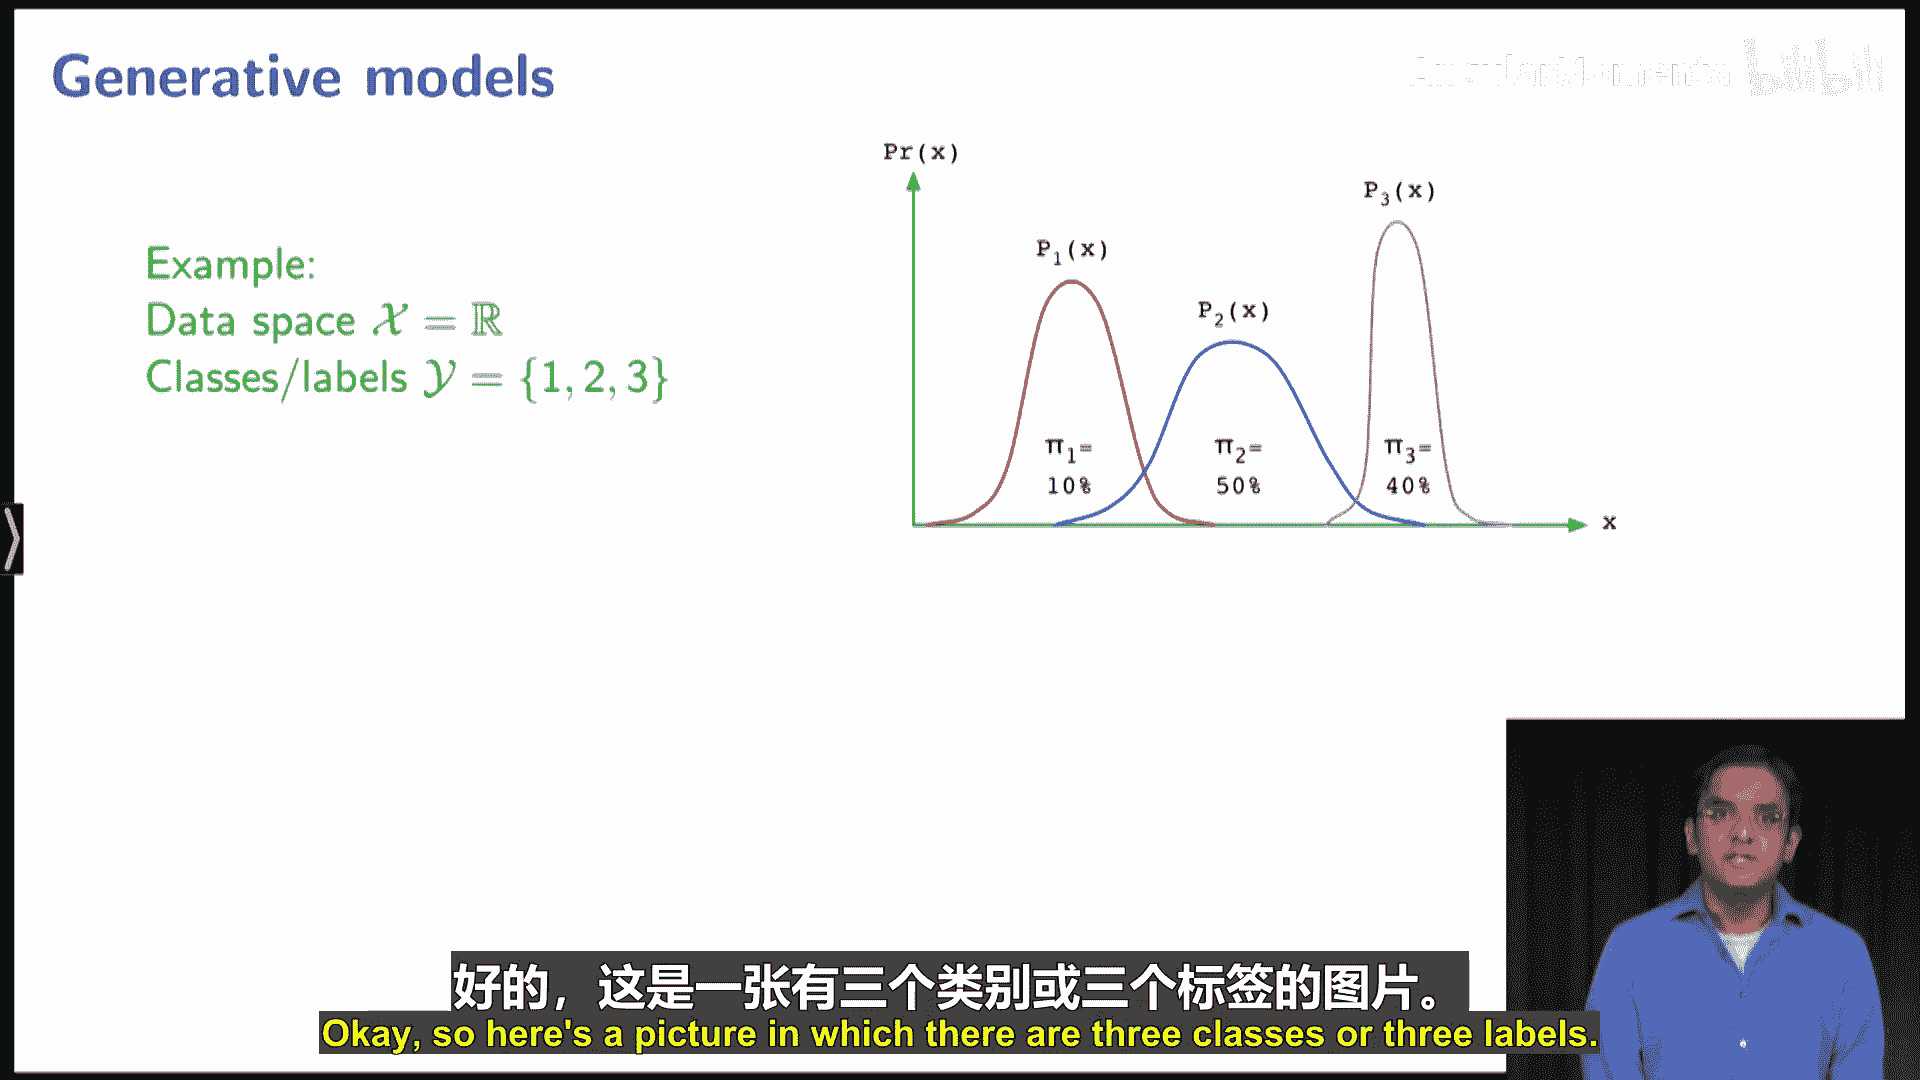 Generative models
bilibili
Pr(x)
P₃(x)
P₁(x)
Example:
P₂(x)
Data space 𝒳 = ℝ
Classes/labels 𝒴 = {1, 2, 3}
π₁=
10%
π₂=
50%
π₃=
40%
x
好的，这是一张有三个类别或三个标签的图片。
Okay, so here's a picture in which there are three classes or three labels.